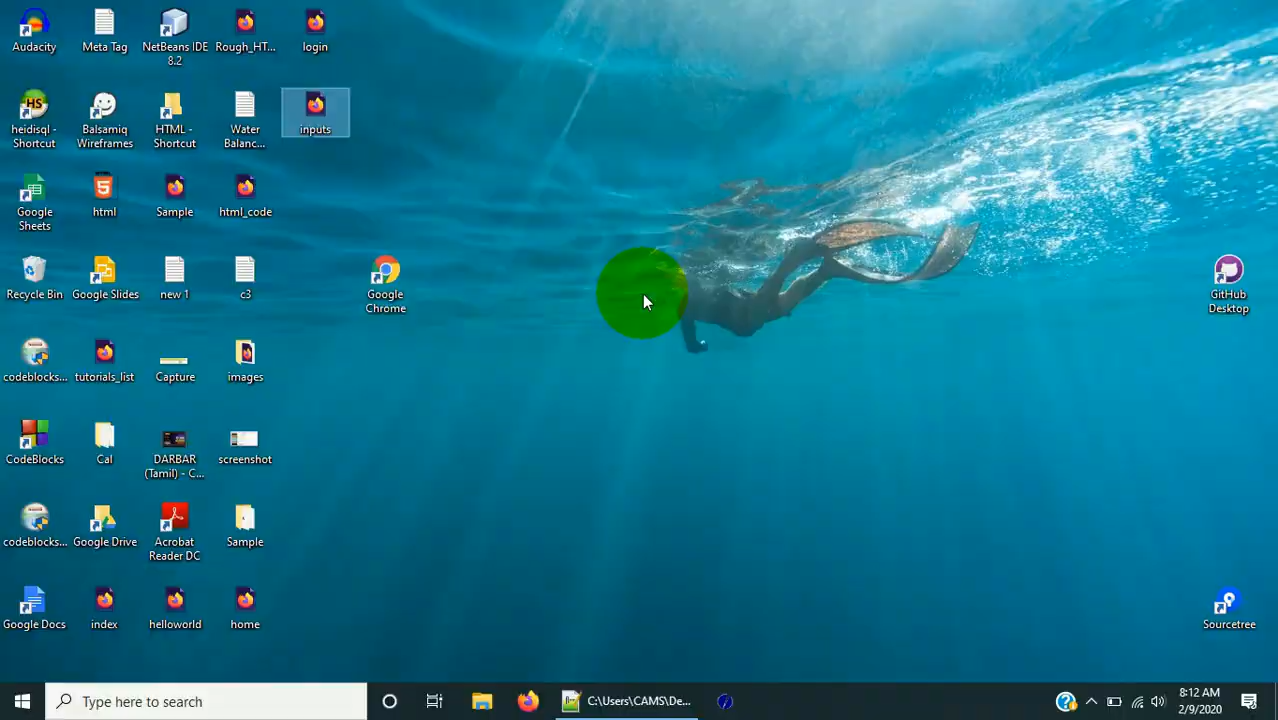 Audacity
Meta Tag
NetBeans IDE
8.2
Rough_HT...
login
HS
heidisql -
Shortcut
Balsamiq
Wireframes
HTML -
Shortcut
Water
Balanc...
inputs
Google
Sheets
5
html
Sample
html_code
Recycle Bin
Google Slides
new 1
c3
Google
Chrome
GitHub
Desktop
codeblocks...
tutorials_list
Capture
images
CodeBlocks
Cal
DARBAR
(Tamil) - C...
screenshot
codeblocks...
Google Drive
Acrobat
Reader DC
Sample
Google Docs
index
helloworld
home
Sourcetree
Type here to search
C:\Users\CAMS\De...
8:12 AM
2/9/2020